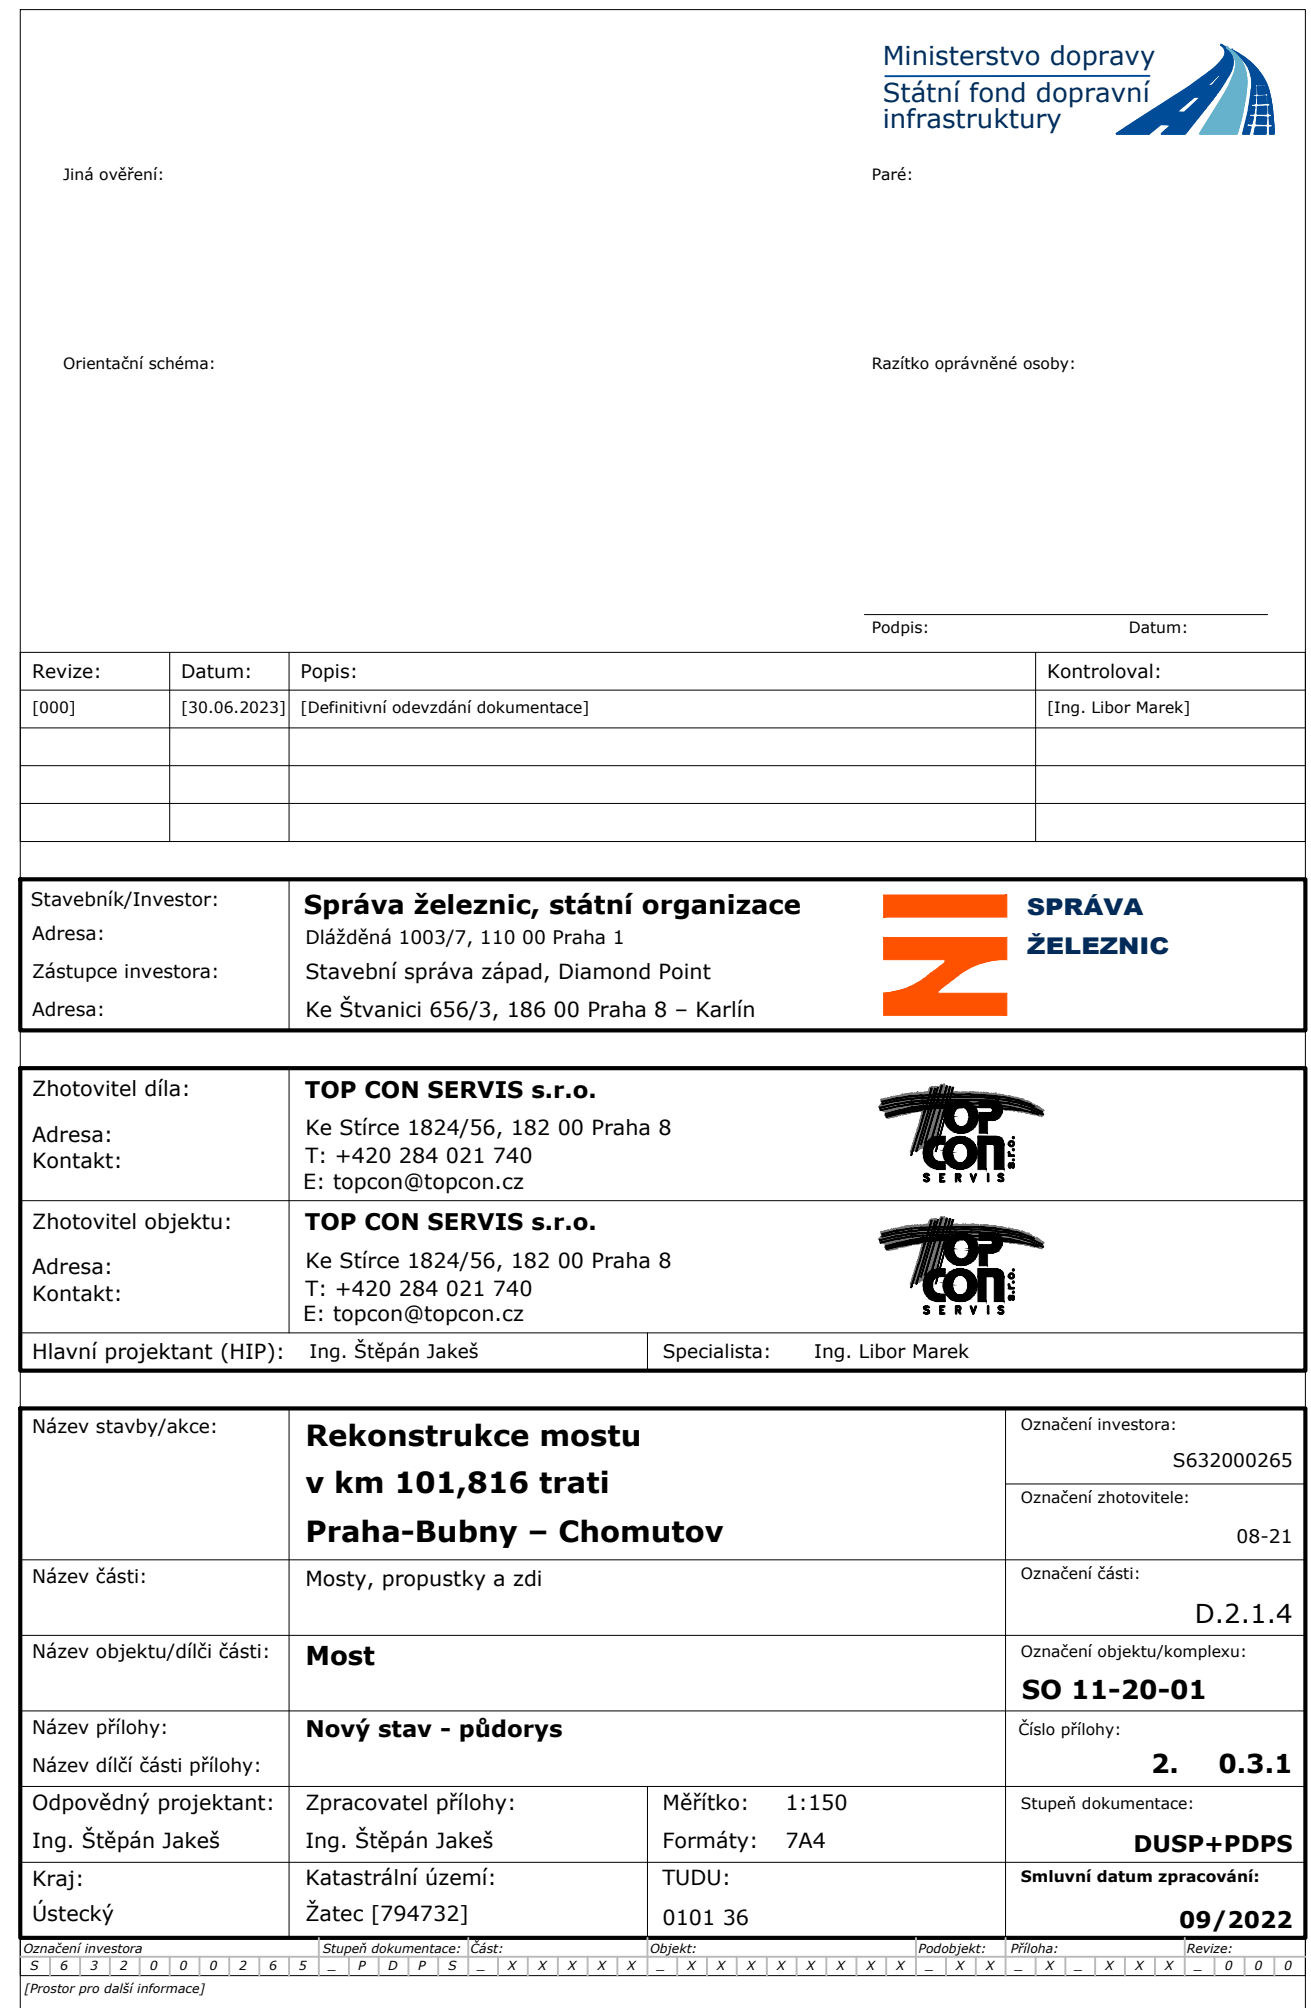 Ministerstvo dopravy
Státní fond dopravní
infrastruktury
Jiná ověření:
Paré:
Orientační schéma:
Razítko oprávněné osoby:
Podpis: Datum:
Revize: Datum: Popis: Kontroloval:
[000] [30.06.2023] [Definitivní odevzdání dokumentace] [Ing. Libor Marek]
Stavebník/Investor: Správa železnic, státní organizace
Adresa: Dlážděná 1003/7, 110 00 Praha 1
Zástupce investora: Stavební správa západ, Diamond Point
Adresa: Ke Štvanici 656/3, 186 00 Praha 8 – Karlín
SPRÁVA
ŽELEZNIC
Zhotovitel díla: TOP CON SERVIS s.r.o.
Adresa: Ke Stírce 1824/56, 182 00 Praha 8
Kontakt: T: +420 284 021 740
E: topcon@topcon.cz
TOP
CON s.r.o.
SERVIS
Zhotovitel objektu: TOP CON SERVIS s.r.o.
Adresa: Ke Stírce 1824/56, 182 00 Praha 8
Kontakt: T: +420 284 021 740
E: topcon@topcon.cz
TOP
CON s.r.o.
SERVIS
Hlavní projektant (HIP): Ing. Štěpán Jakeš Specialista: Ing. Libor Marek
Název stavby/akce: Rekonstrukce mostu
v km 101,816 trati
Praha-Bubny – Chomutov
Označení investora:
S632000265
Označení zhotovitele:
08-21
Název části: Mosty, propustky a zdi
Označení části:
D.2.1.4
Název objektu/dílči části: Most
Označení objektu/komplexu:
SO 11-20-01
Název přílohy: Nový stav - půdorys
Název dílčí části přílohy:
Číslo přílohy:
2. 0.3.1
Odpovědný projektant: Zpracovatel přílohy: Měřítko: 1:150
Ing. Štěpán Jakeš Ing. Štěpán Jakeš Formáty: 7A4
Stupeň dokumentace:
DUSP+PDPS
Kraj: Katastrální území: TUDU:
Ústecký Žatec [794732] 0101 36
Smluvní datum zpracování:
09/2022
Označení investora Stupeň dokumentace: Část: Objekt: Podobjekt: Příloha: Revize:
S 6 3 2 0 0 0 2 6 5 _ P D P S _ X X X X X _ X X X X X X X X _ X X _ X _ X X X _ 0 0 0
[Prostor pro další informace]